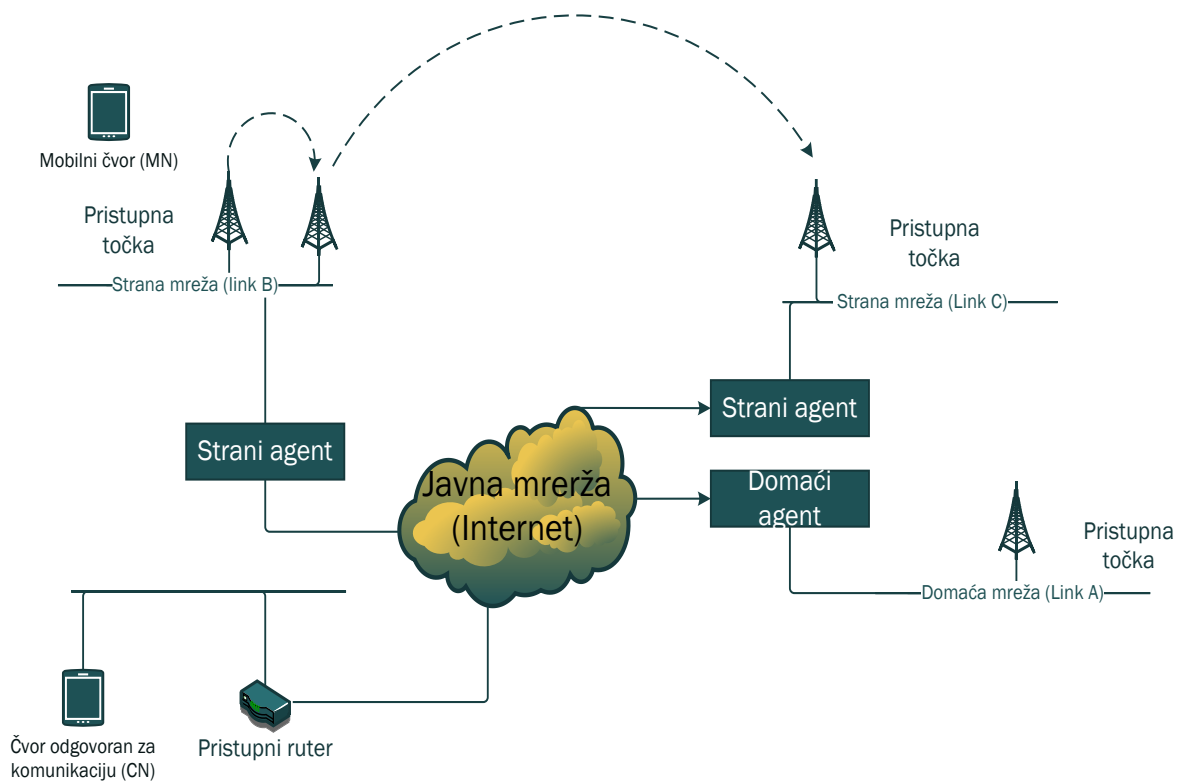 Mobilni čvor (MN)
Pristupna
točka
Pristupna
točka
Strana mreža (link B)
Strana mreža (Link C)
Strani agent
Strani agent
Javna mrerža
(Internet)
Domaći
agent
Pristupna
točka
Domaća mreža (Link A)
Čvor odgovoran za
komunikaciju (CN)
Pristupni ruter